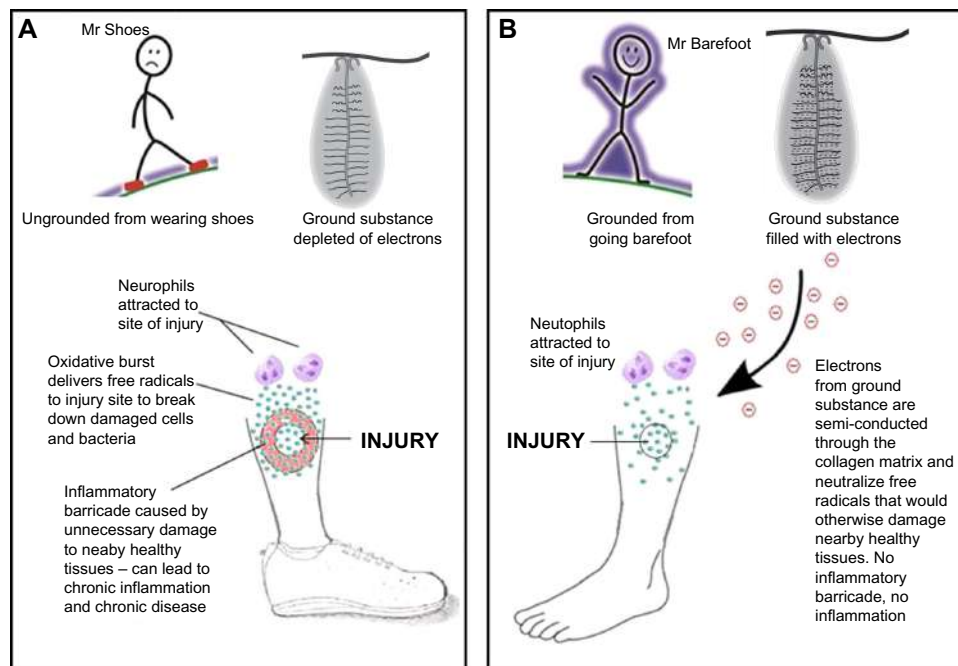 A
Mr Shoes
Ungrounded from wearing shoes
Ground substance
depleted of electrons
Neurophils
attracted to
site of injury
Oxidative burst
delivers free radicals
to injury site to break
down damaged cells
and bacteria
INJURY
Inflammatory
barricade caused by
unnecessary damage
to neaby healthy
tissues – can lead to
chronic inflammation
and chronic disease
B
Mr Barefoot
Grounded from
going barefoot
Ground substance
filled with electrons
Neutophils
attracted to
site of injury
INJURY
Electrons
from ground
substance are
semi-conducted
through the
collagen matrix and
neutralize free
radicals that would
otherwise damage
nearby healthy
tissues. No
inflammatory
barricade, no
inflammation